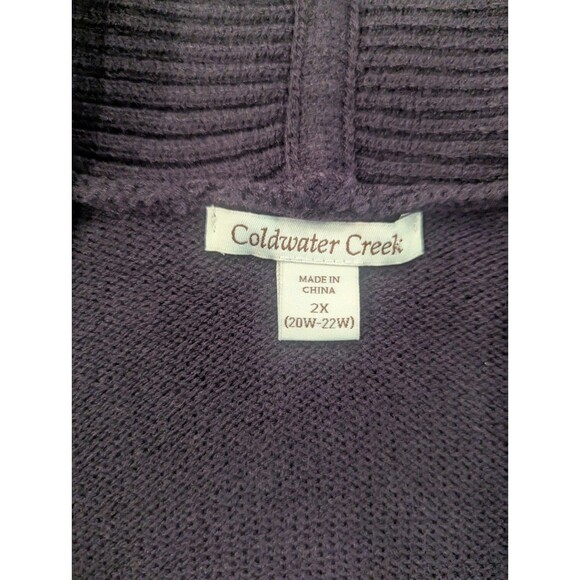 Coldwater Creek
MADE IN
CHINA
2X
(20W-22W)